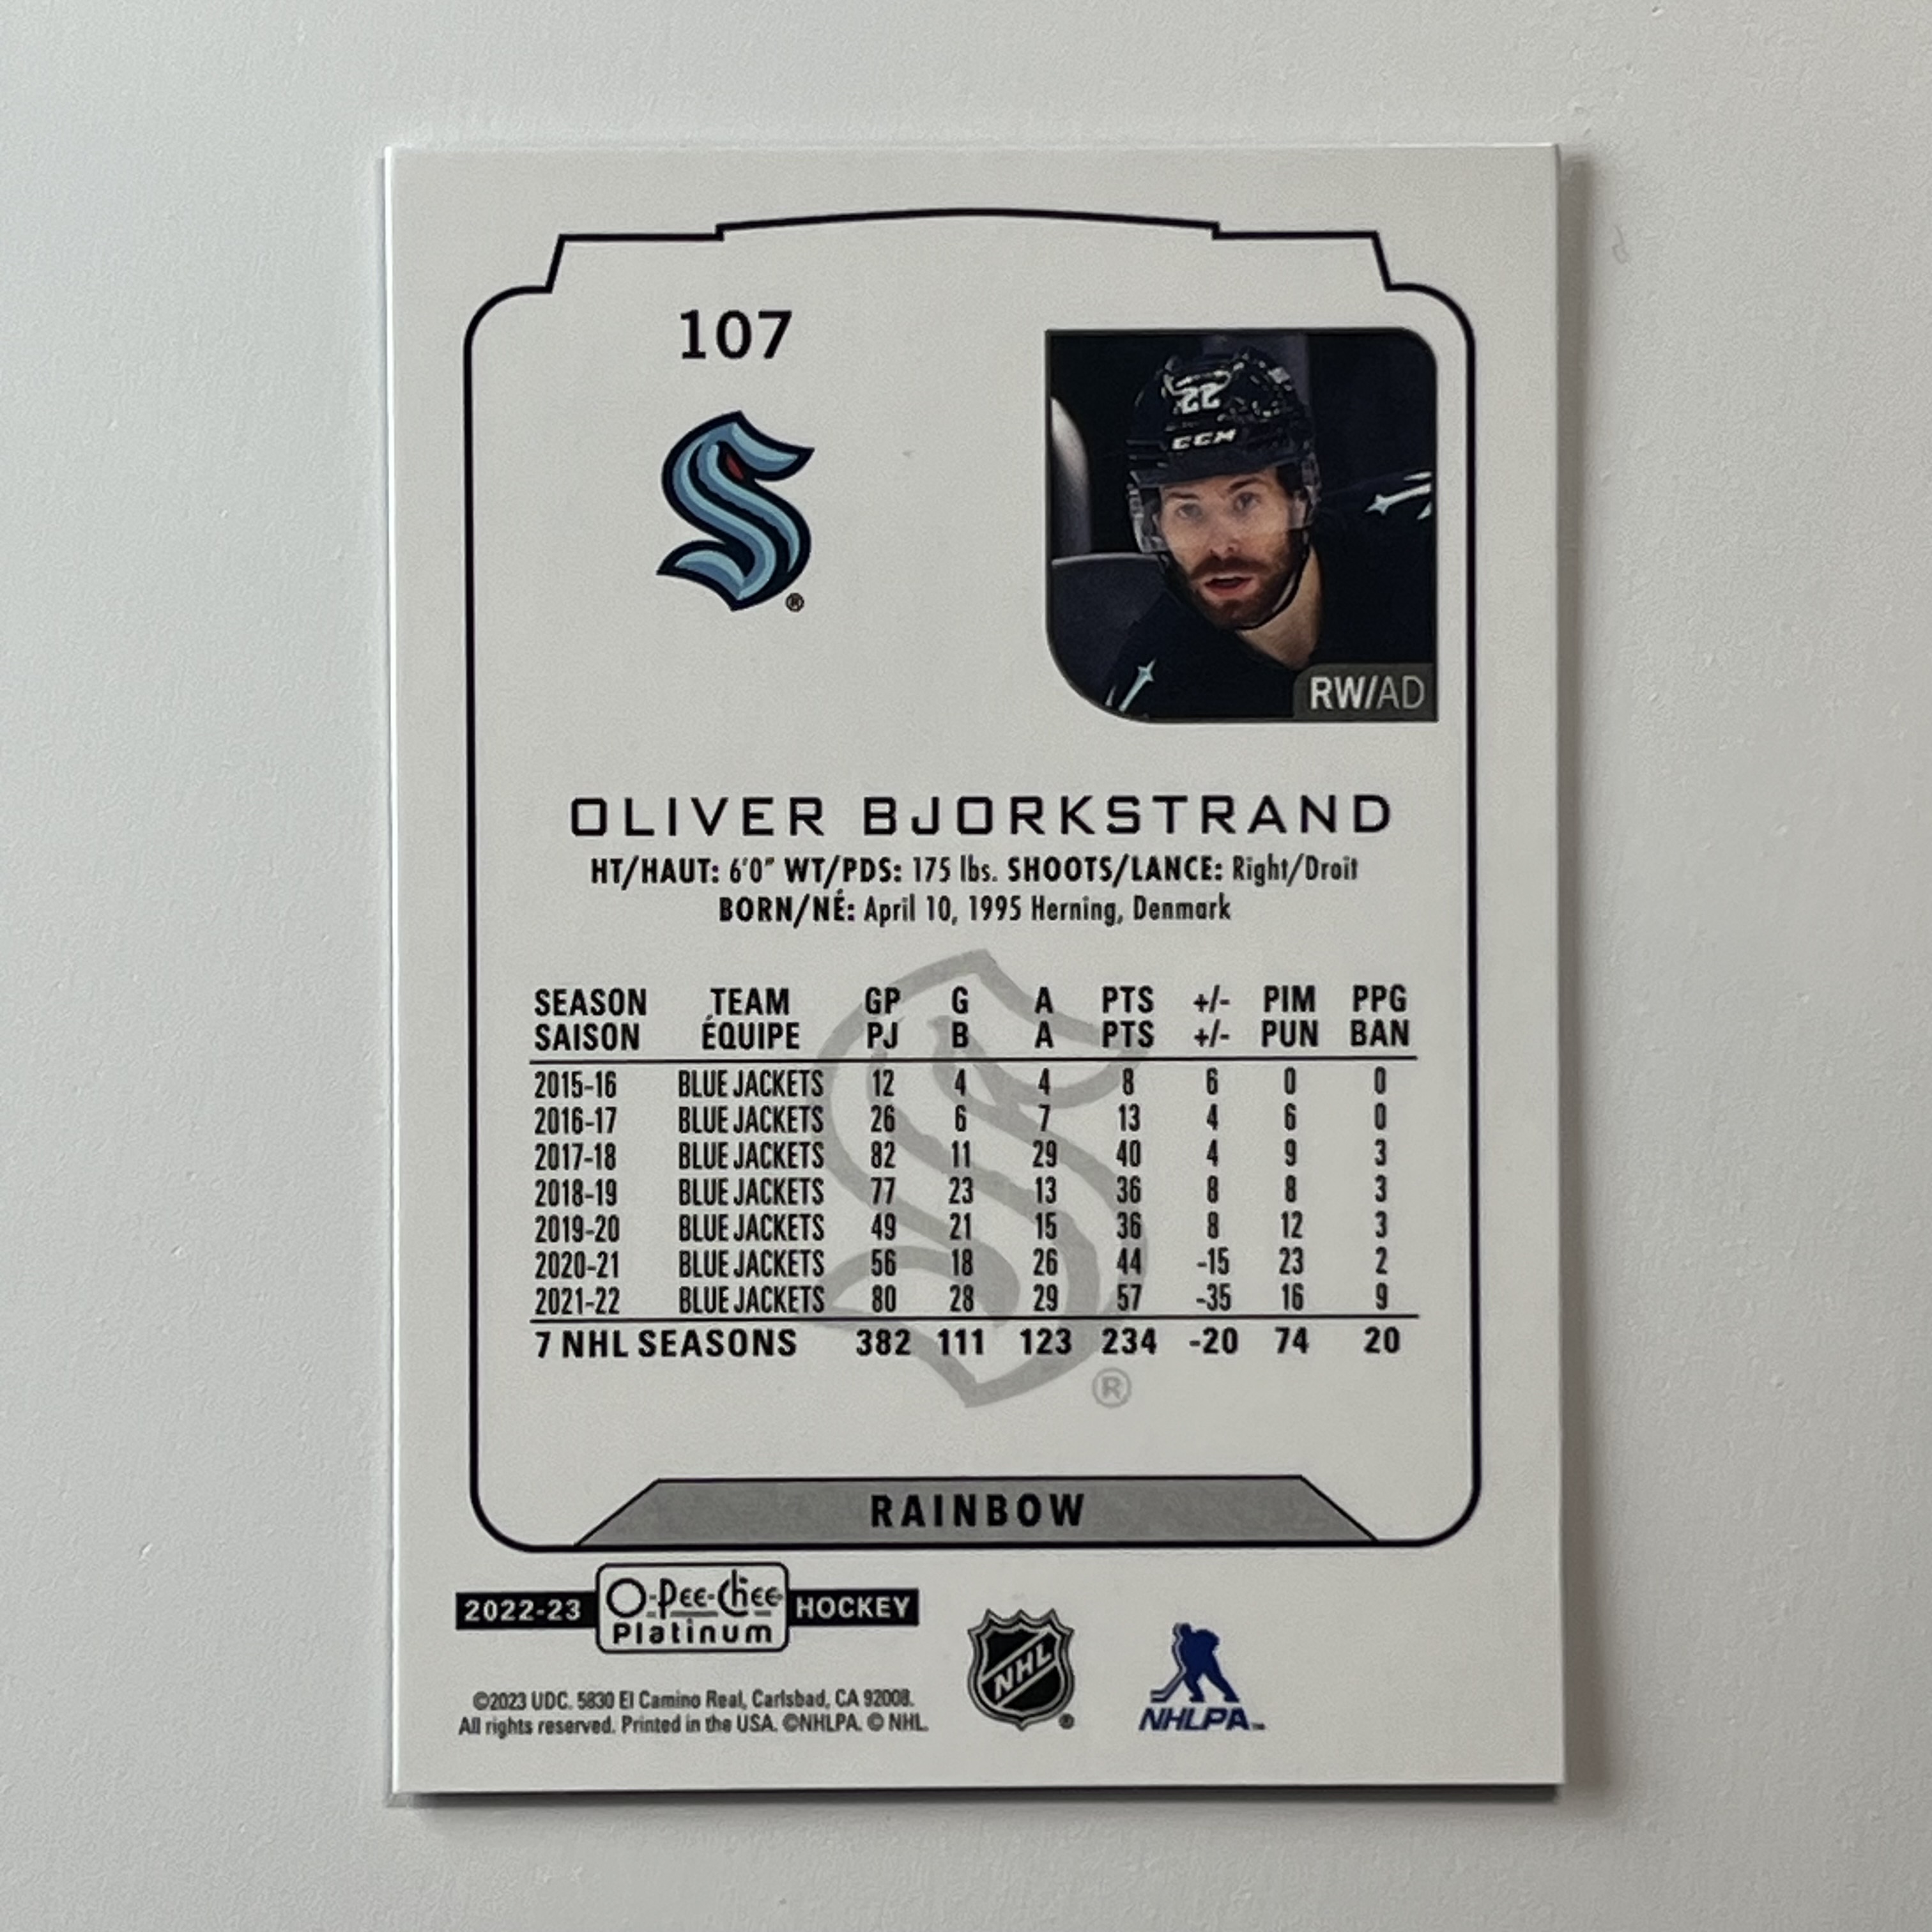 107
®
22
CCM
RW/AD
OLIVER BJORKSTRAND
HT/HAUT: 6'0" WT/PDS: 175 lbs. SHOOTS/LANCE: Right/Droit
BORN/NÉ: April 10, 1995 Herning, Denmark
SEASON TEAM GP G A PTS +/- PIM PPG
SAISON ÉQUIPE PJ B A PTS +/- PUN BAN
2015-16 BLUE JACKETS 12 4 4 8 6 0 0
2016-17 BLUE JACKETS 26 6 7 13 4 6 0
2017-18 BLUE JACKETS 82 11 29 40 4 9 3
2018-19 BLUE JACKETS 77 23 13 36 8 8 3
2019-20 BLUE JACKETS 49 21 15 36 8 12 3
2020-21 BLUE JACKETS 56 18 26 44 -15 23 2
2021-22 BLUE JACKETS 80 28 29 57 -35 16 9
7 NHL SEASONS 382 111 123 234 -20 74 20
®
RAINBOW
2022-23 O-Pee-Chee HOCKEY
Platinum
©2023 UDC. 5830 El Camino Real, Carlsbad, CA 92008.
All rights reserved. Printed in the USA. ©NHLPA. © NHL.
NHL ®
NHLPA™